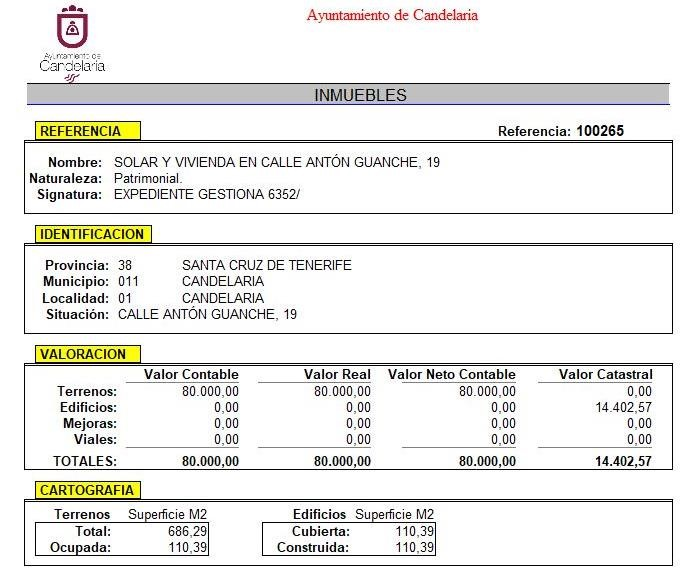 Ayuntamiento de Candelaria
Ayuntamiento de
Candelaria
INMUEBLES
REFERENCIA Referencia: 100265
Nombre: SOLAR Y VIVIENDA EN CALLE ANTÓN GUANCHE, 19
Naturaleza: Patrimonial.
Signatura: EXPEDIENTE GESTIONA 6352/
IDENTIFICACION
Provincia: 38 SANTA CRUZ DE TENERIFE
Municipio: 011 CANDELARIA
Localidad: 01 CANDELARIA
Situación: CALLE ANTÓN GUANCHE, 19
VALORACION
Valor Contable Valor Real Valor Neto Contable Valor Catastral
Terrenos: 80.000,00 80.000,00 80.000,00 0,00
Edificios: 0,00 0,00 0,00 14.402,57
Mejoras: 0,00 0,00 0,00 0,00
Viales: 0,00 0,00 0,00 0,00
TOTALES: 80.000,00 80.000,00 80.000,00 14.402,57
CARTOGRAFIA
Terrenos Superficie M2 Edificios Superficie M2
Total: 686,29 Cubierta: 110,39
Ocupada: 110,39 Construida: 110,39